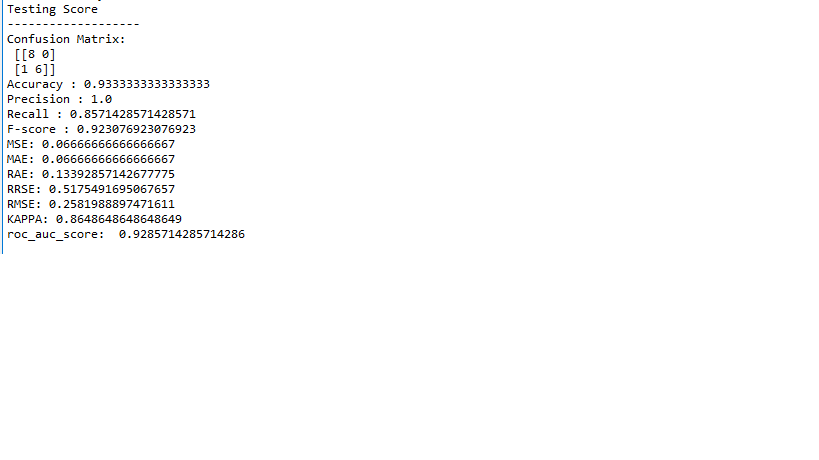 Testing Score
-------------------
Confusion Matrix:
[[8 0]
[1 6]]
Accuracy : 0.9333333333333333
Precision : 1.0
Recall : 0.8571428571428571
F-score : 0.923076923076923
MSE: 0.06666666666666667
MAE: 0.06666666666666667
RAE: 0.13392857142677775
RRSE: 0.5175491695067657
RMSE: 0.2581988897471611
KAPPA: 0.8648648648648649
roc_auc_score:  0.9285714285714286